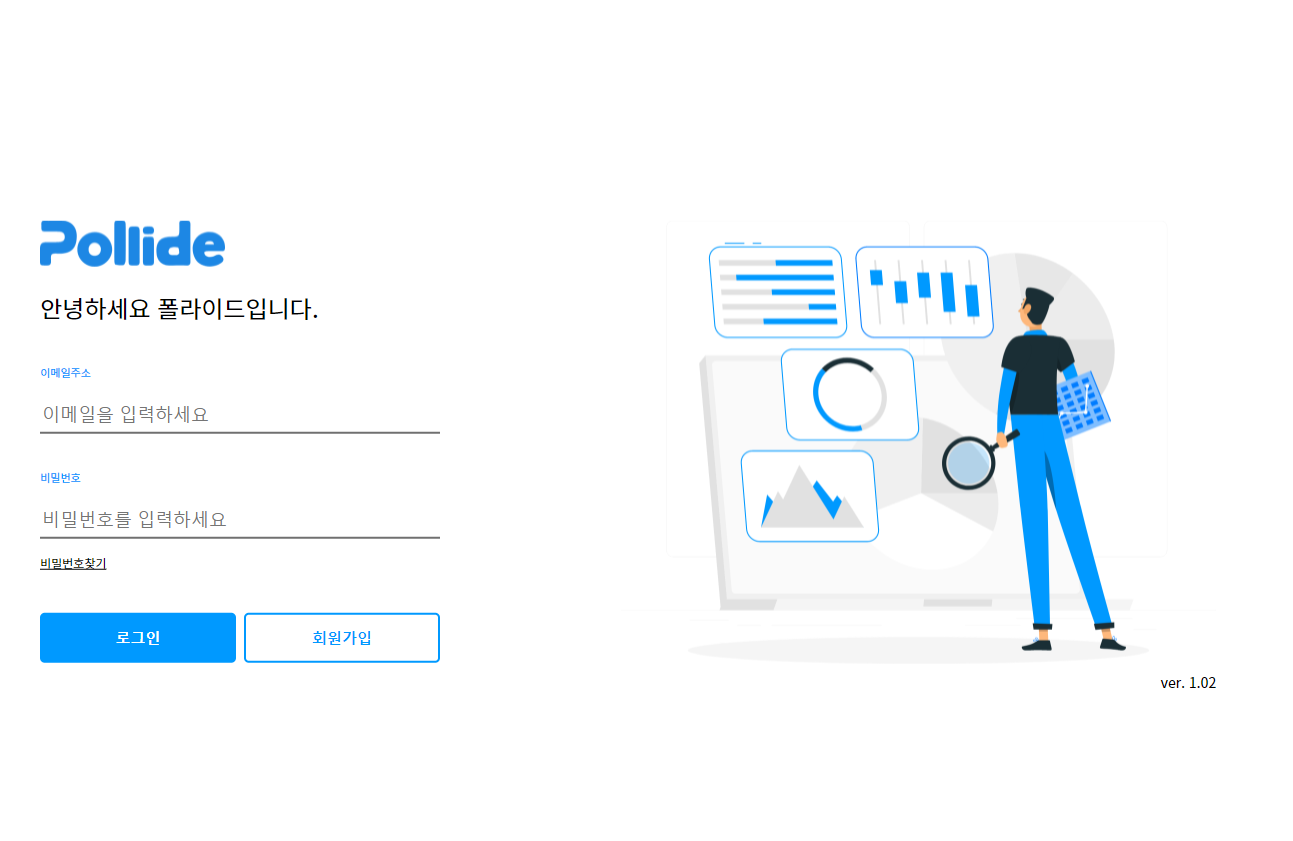 Pollide
안녕하세요 폴라이드입니다.
이메일주소
이메일을 입력하세요
비밀번호
비밀번호를 입력하세요
비밀번호찾기
로그인
회원가입
ver. 1.02